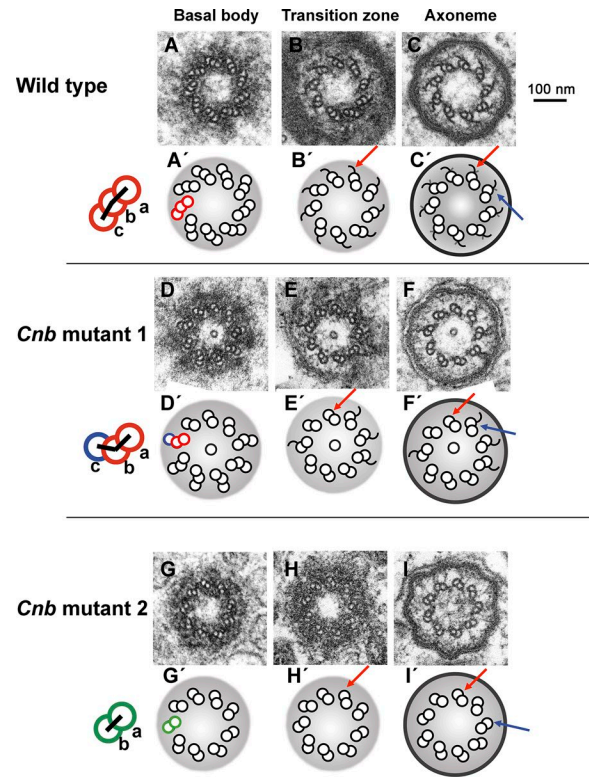 Basal body Transition zone Axoneme
A B C
Wild type
100 nm
A´ B´ C´
a
b
c
D E F
Cnb mutant 1
D´ E´ F´
c b a
G H I
Cnb mutant 2
G´ H´ I´
a
b